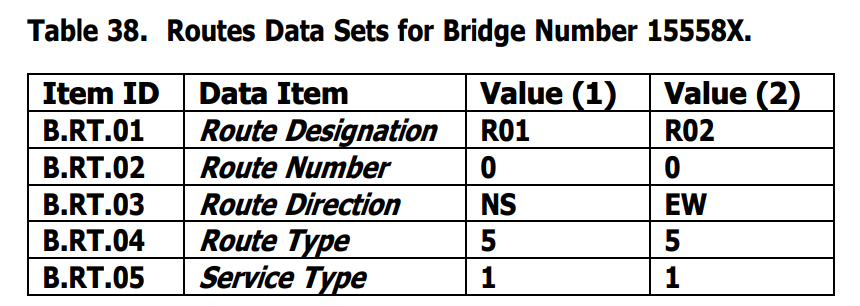 Table 38. Routes Data Sets for Bridge Number 15558X.
Item ID Data Item Value (1) Value (2)
B.RT.01 Route Designation R01 R02
B.RT.02 Route Number 0 0
B.RT.03 Route Direction NS EW
B.RT.04 Route Type 5 5
B.RT.05 Service Type 1 1